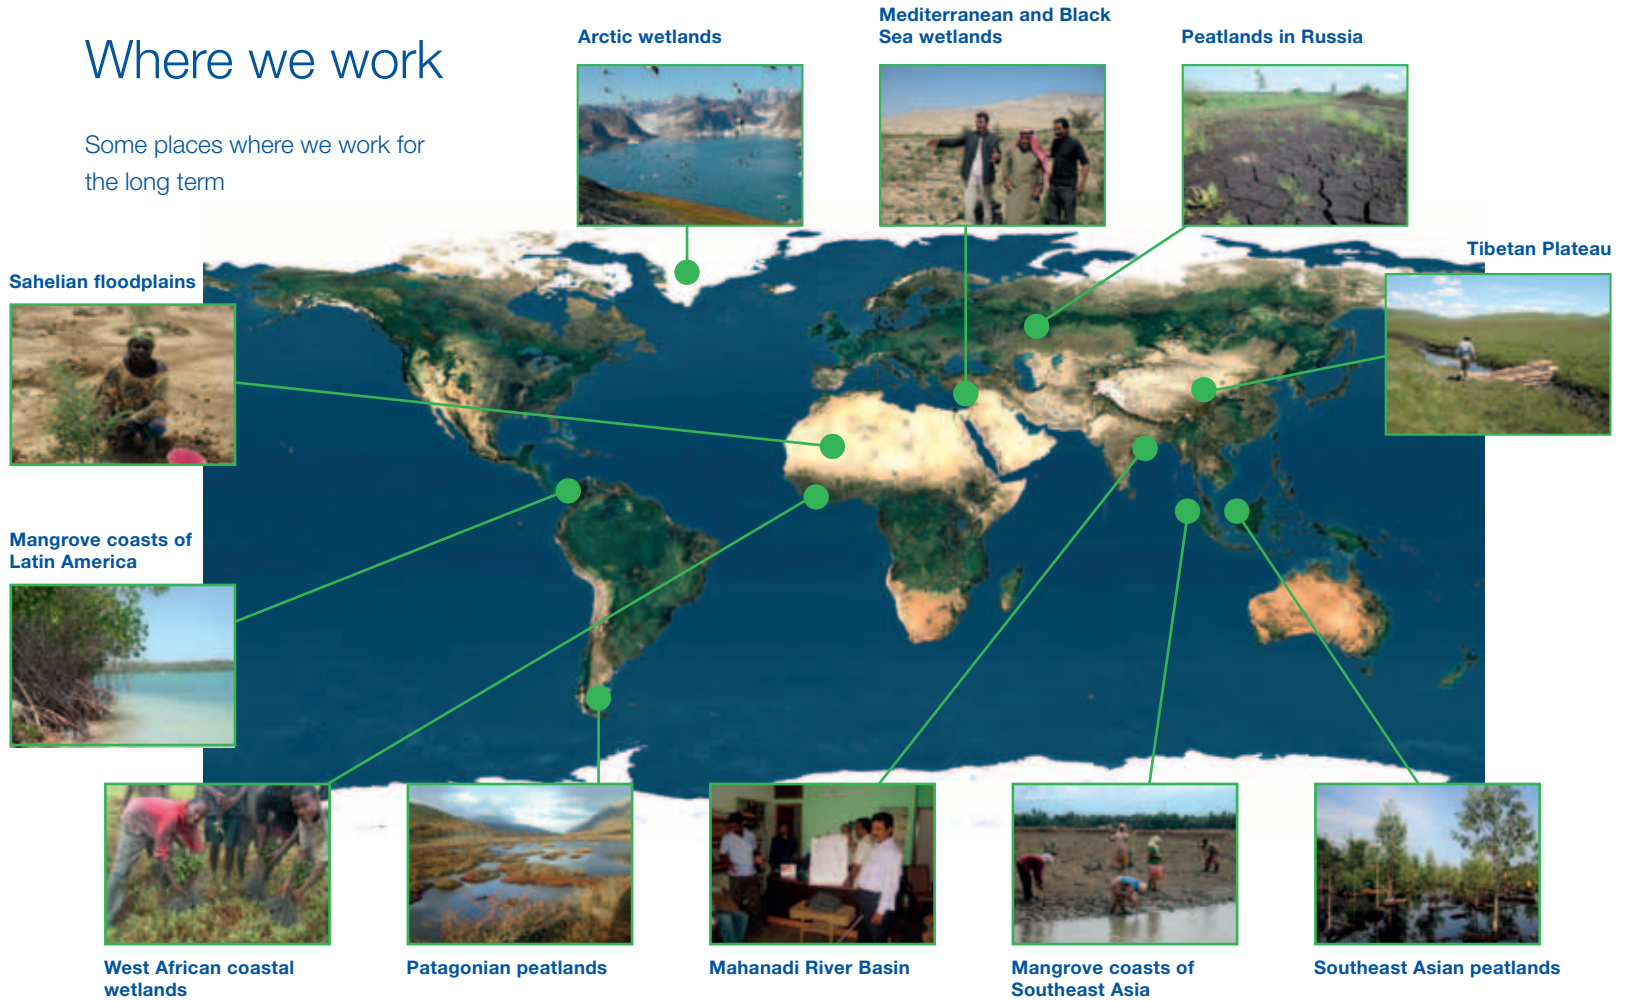 Where we work
Some places where we work for
the long term
Arctic wetlands
Mediterranean and Black
Sea wetlands
Peatlands in Russia
Tibetan Plateau
Sahelian floodplains
Mangrove coasts of
Latin America
West African coastal
wetlands
Patagonian peatlands
Mahanadi River Basin
Mangrove coasts of
Southeast Asia
Southeast Asian peatlands